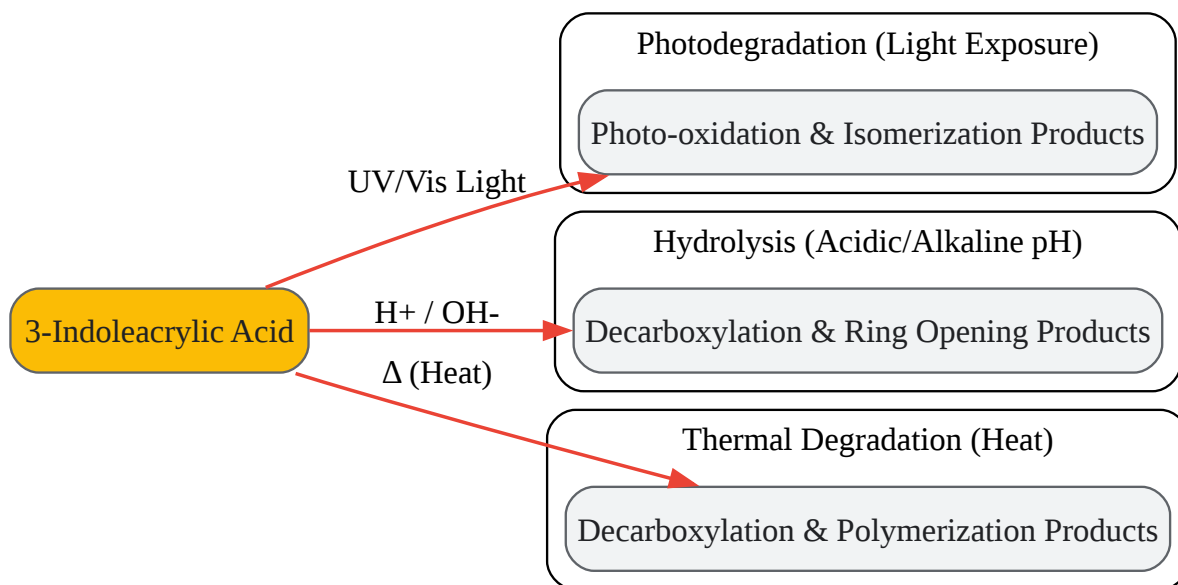 Photodegradation (Light Exposure)
Photo-oxidation & Isomerization Products
UV/Vis Light
Hydrolysis (Acidic/Alkaline pH)
3-Indoleacrylic Acid
H+ / OH-
Decarboxylation & Ring Opening Products
Δ (Heat)
Thermal Degradation (Heat)
Decarboxylation & Polymerization Products